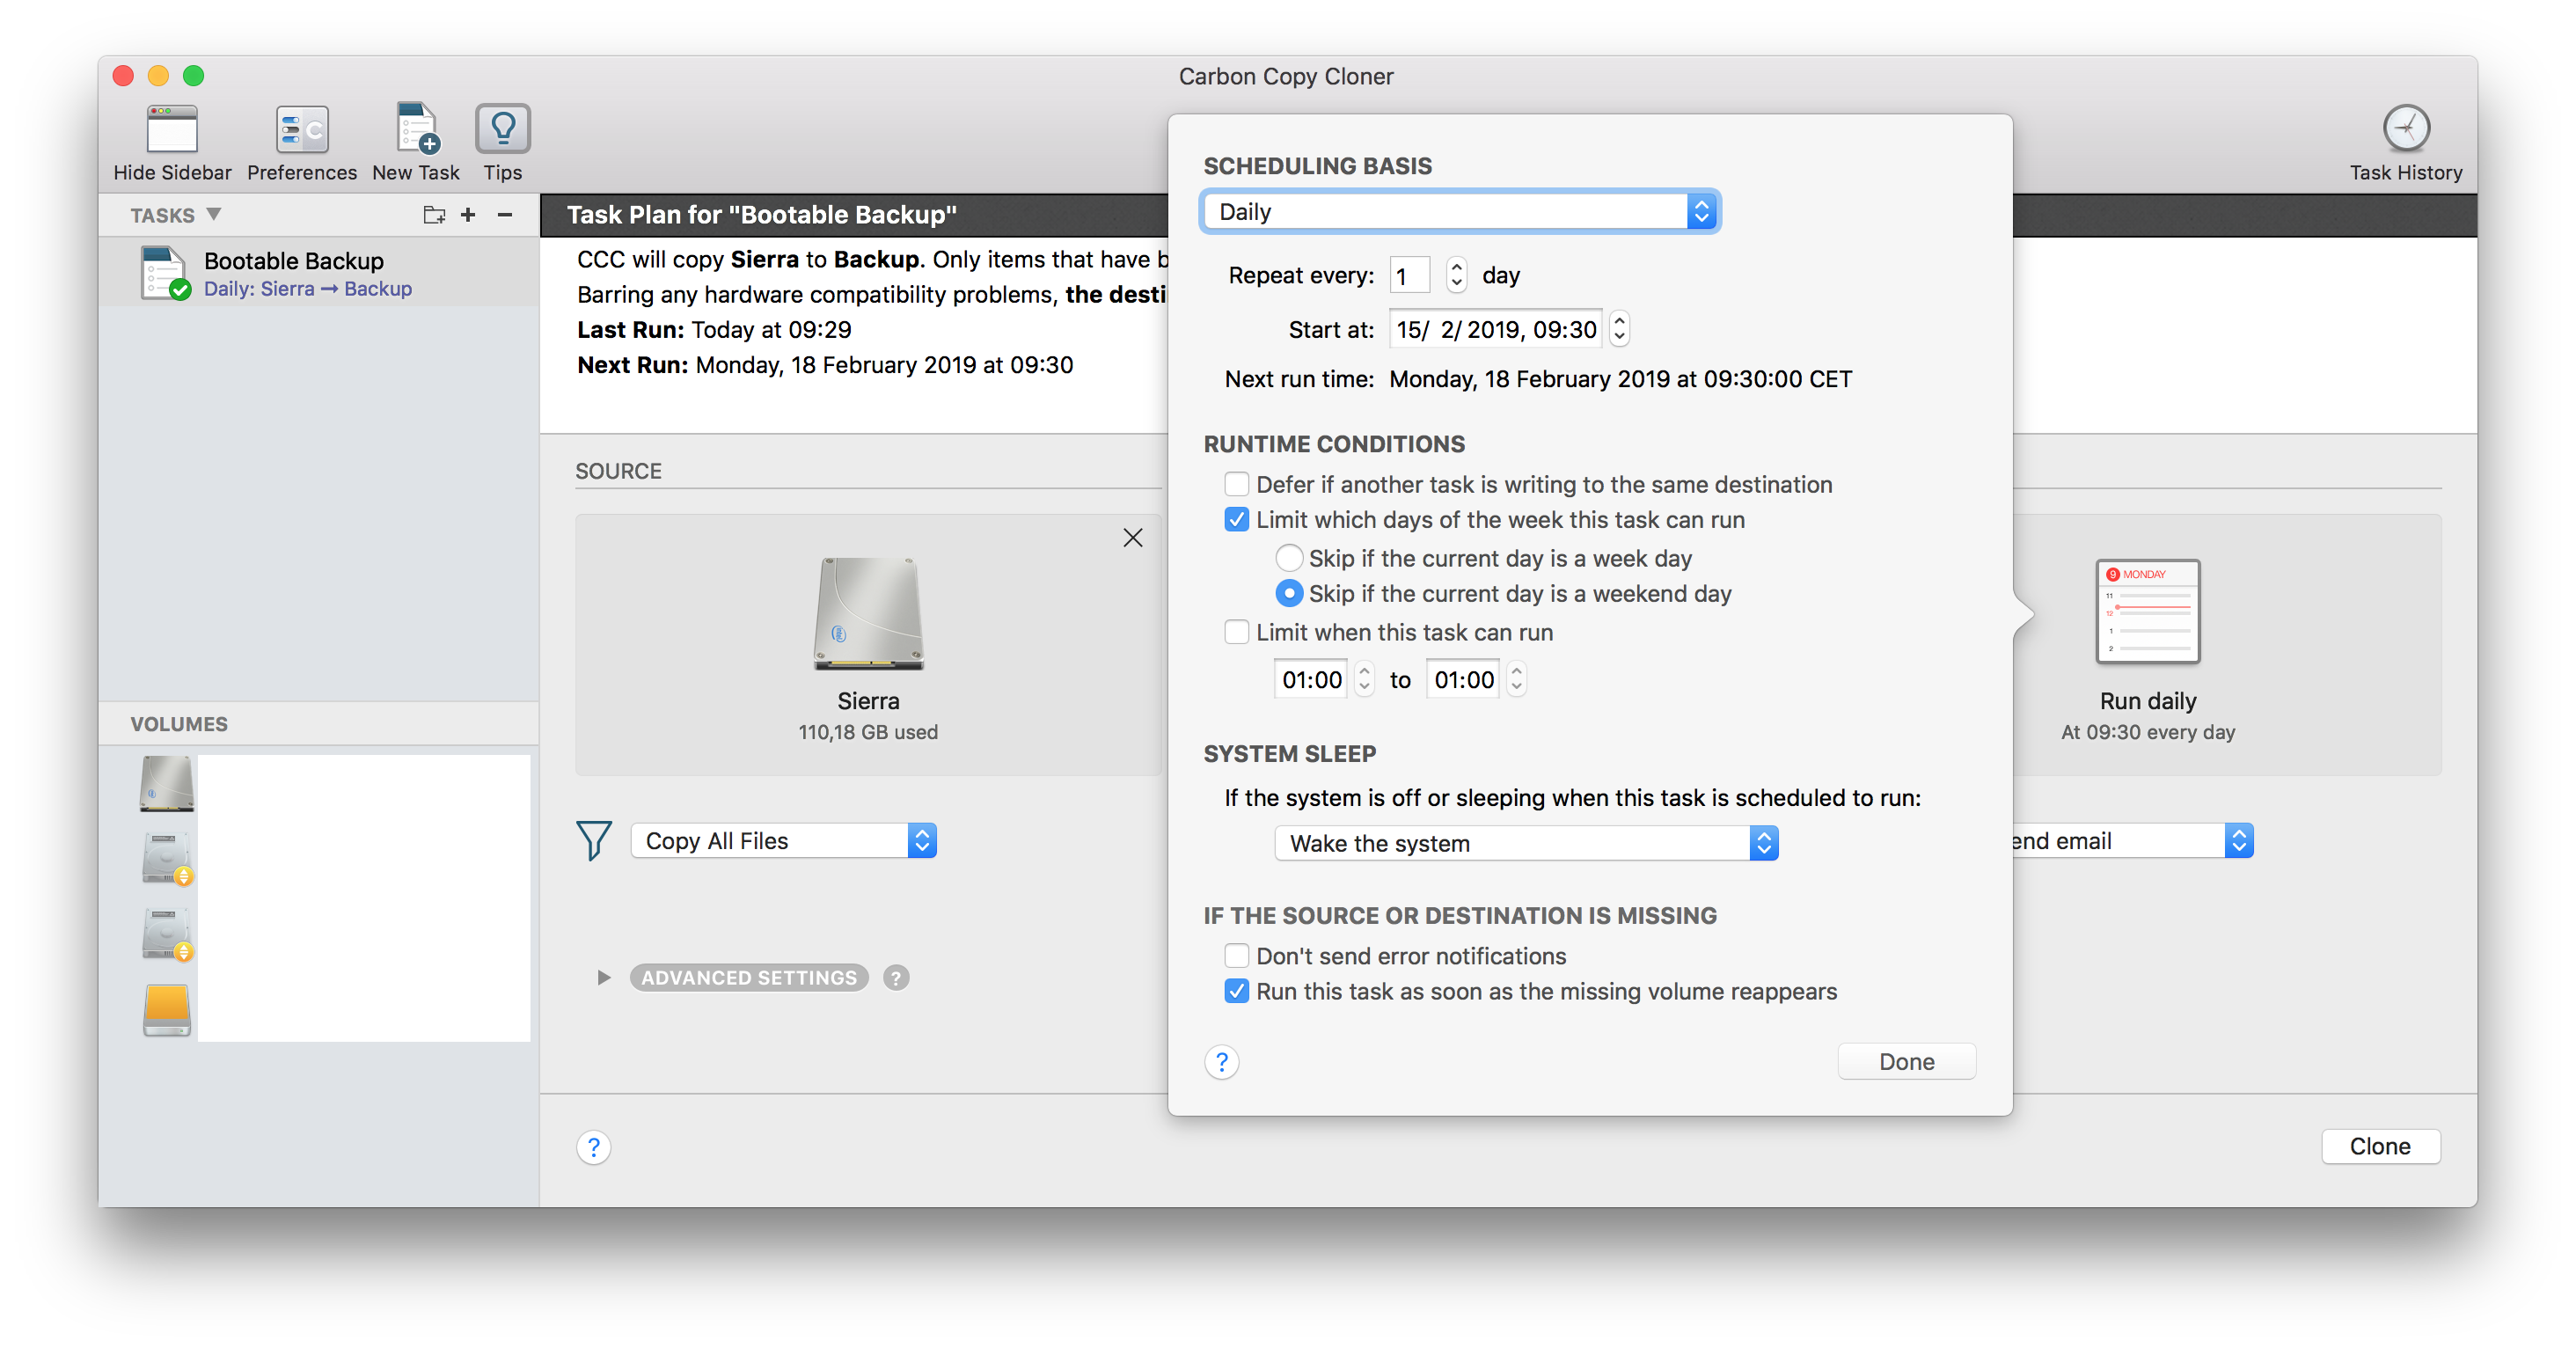 Carbon Copy Cloner
Hide Sidebar
Preferences
New Task
Tips
Task History
TASKS
Bootable Backup
Daily: Sierra → Backup
VOLUMES
Task Plan for "Bootable Backup"
CCC will copy Sierra to Backup. Only items that have b
Barring any hardware compatibility problems, the desti
Last Run: Today at 09:29
Next Run: Monday, 18 February 2019 at 09:30
SOURCE
Sierra
110,18 GB used
Copy All Files
ADVANCED SETTINGS ?
?
SCHEDULING BASIS
Daily
Repeat every: 1 day
Start at: 15/ 2/ 2019, 09:30
Next run time: Monday, 18 February 2019 at 09:30:00 CET
RUNTIME CONDITIONS
Defer if another task is writing to the same destination
Limit which days of the week this task can run
Skip if the current day is a week day
Skip if the current day is a weekend day
Limit when this task can run
01:00 to 01:00
SYSTEM SLEEP
If the system is off or sleeping when this task is scheduled to run:
Wake the system
IF THE SOURCE OR DESTINATION IS MISSING
Don't send error notifications
Run this task as soon as the missing volume reappears
? Done
9 MONDAY
11
12
1
2
Run daily
At 09:30 every day
end email
Clone